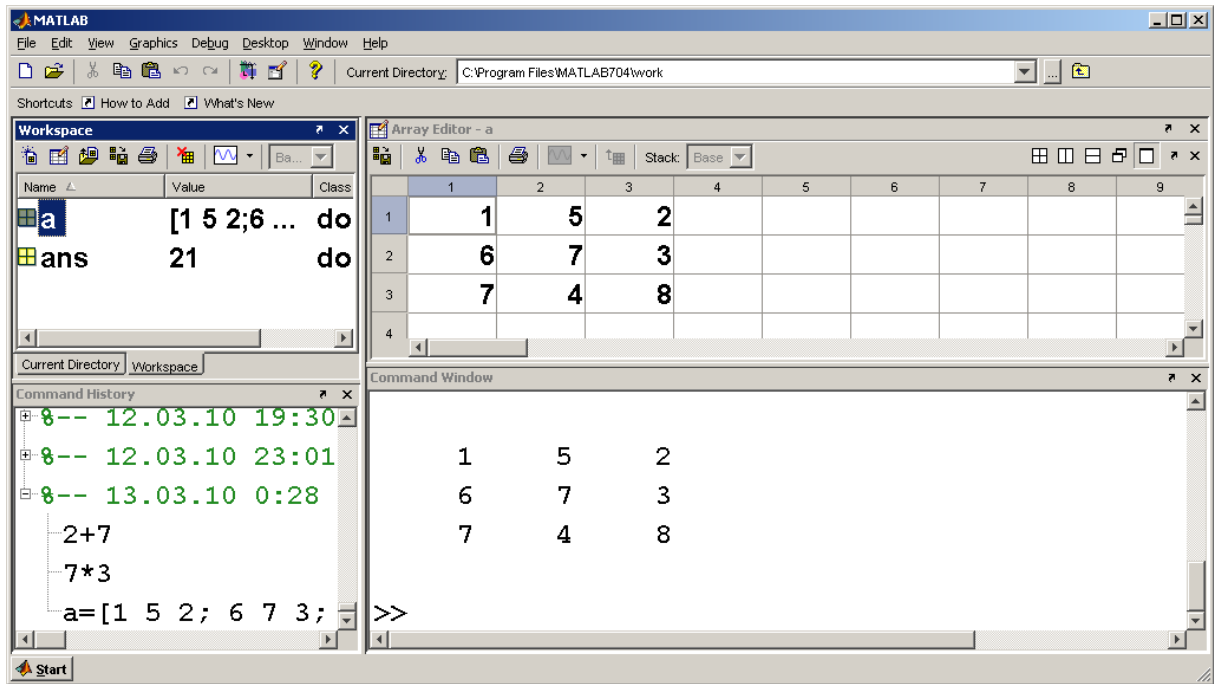 MATLAB
File Edit View Graphics Debug Desktop Window Help
Current Directory: C:\Program Files\MATLAB704\work ...
Shortcuts How to Add What's New
Workspace
Ba...
Name Value Class
a [1 5 2;6 ... do
ans 21 do
Current Directory Workspace
Array Editor - a
Stack: Base
1 2 3 4 5 6 7 8 9
1 1 5 2
2 6 7 3
3 7 4 8
4
Command History
%-- 12.03.10 19:30
%-- 12.03.10 23:01
%-- 13.03.10 0:28
2+7
7*3
a=[1 5 2; 6 7 3;
Command Window
1 5 2
6 7 3
7 4 8
>>
Start